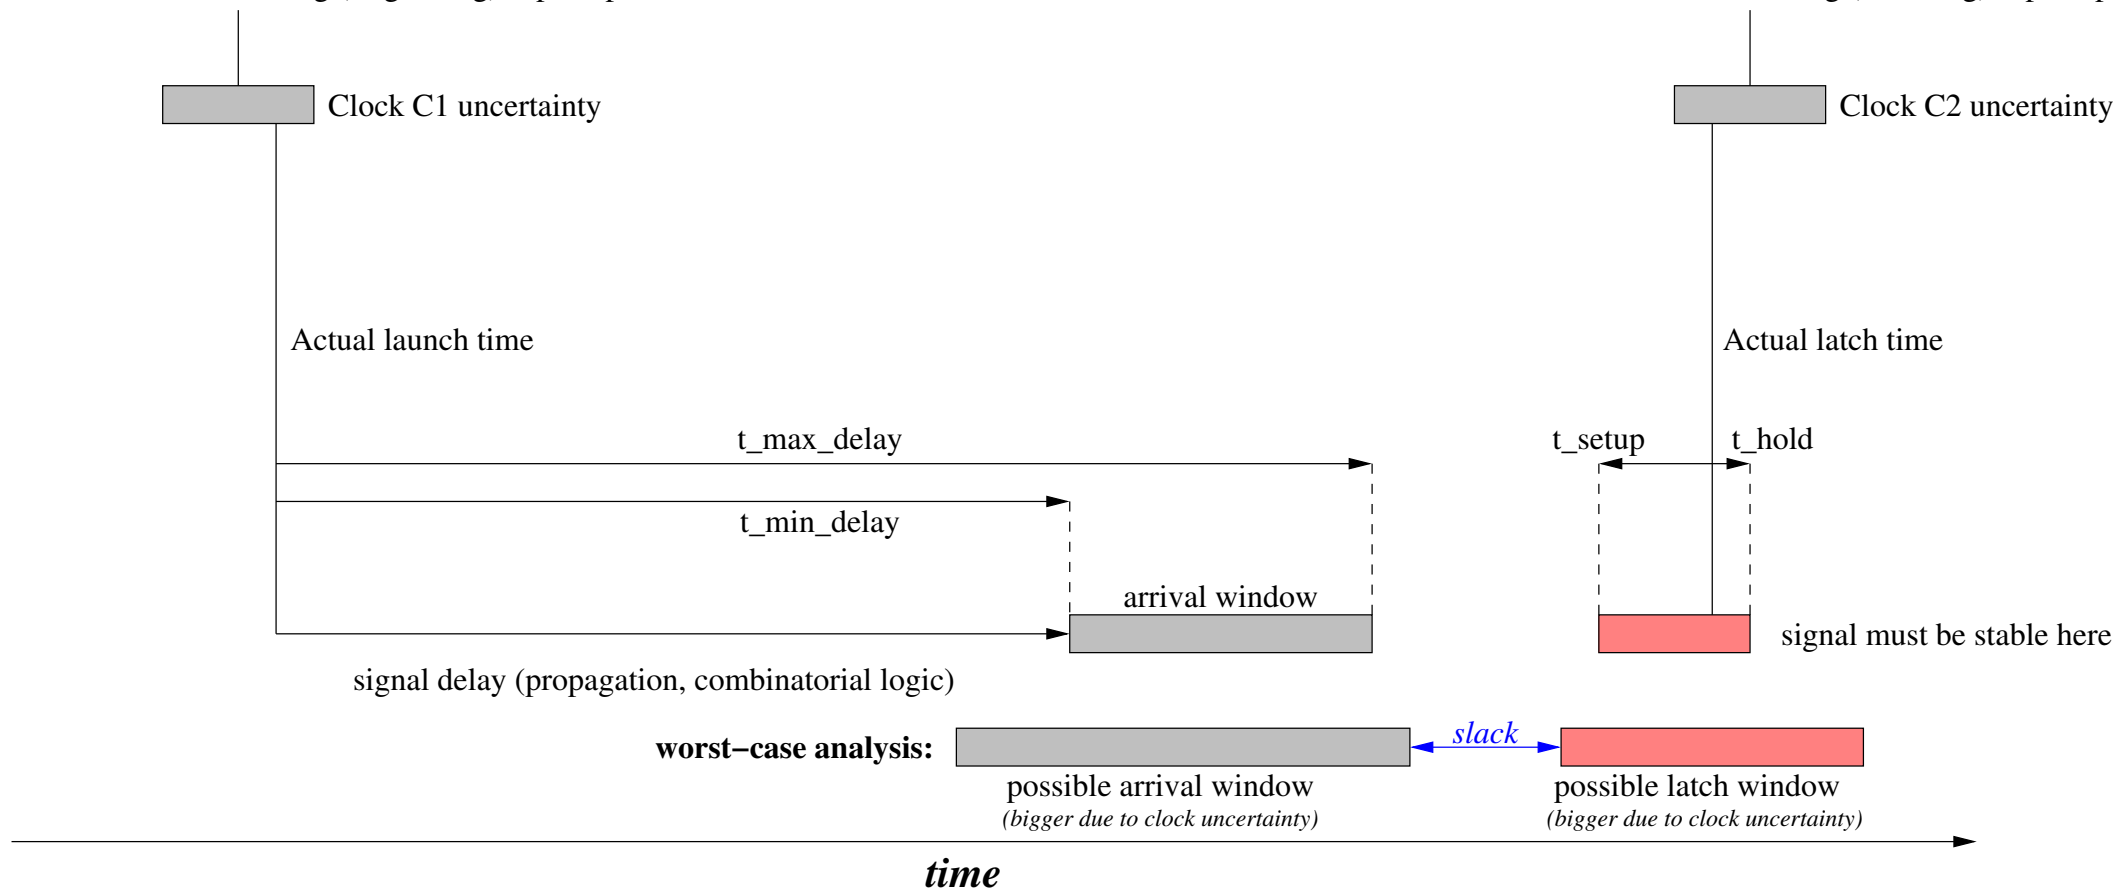 Clock C1 uncertainty
Clock C2 uncertainty
Actual launch time
Actual latch time
t_max_delay
t_setup
t_hold
t_min_delay
arrival window
signal must be stable here
signal delay (propagation, combinatorial logic)
worst−case analysis:
slack
possible arrival window
possible latch window
(bigger due to clock uncertainty)
(bigger due to clock uncertainty)
time